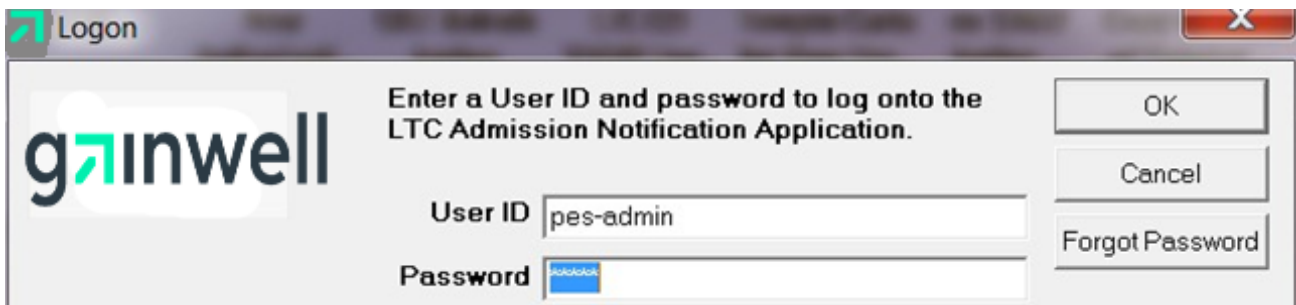 Logon
X
Enter a User ID and password to log onto the
LTC Admission Notification Application.
OK
Cancel
Forgot Password
gainwell
User ID pes-admin
Password ******